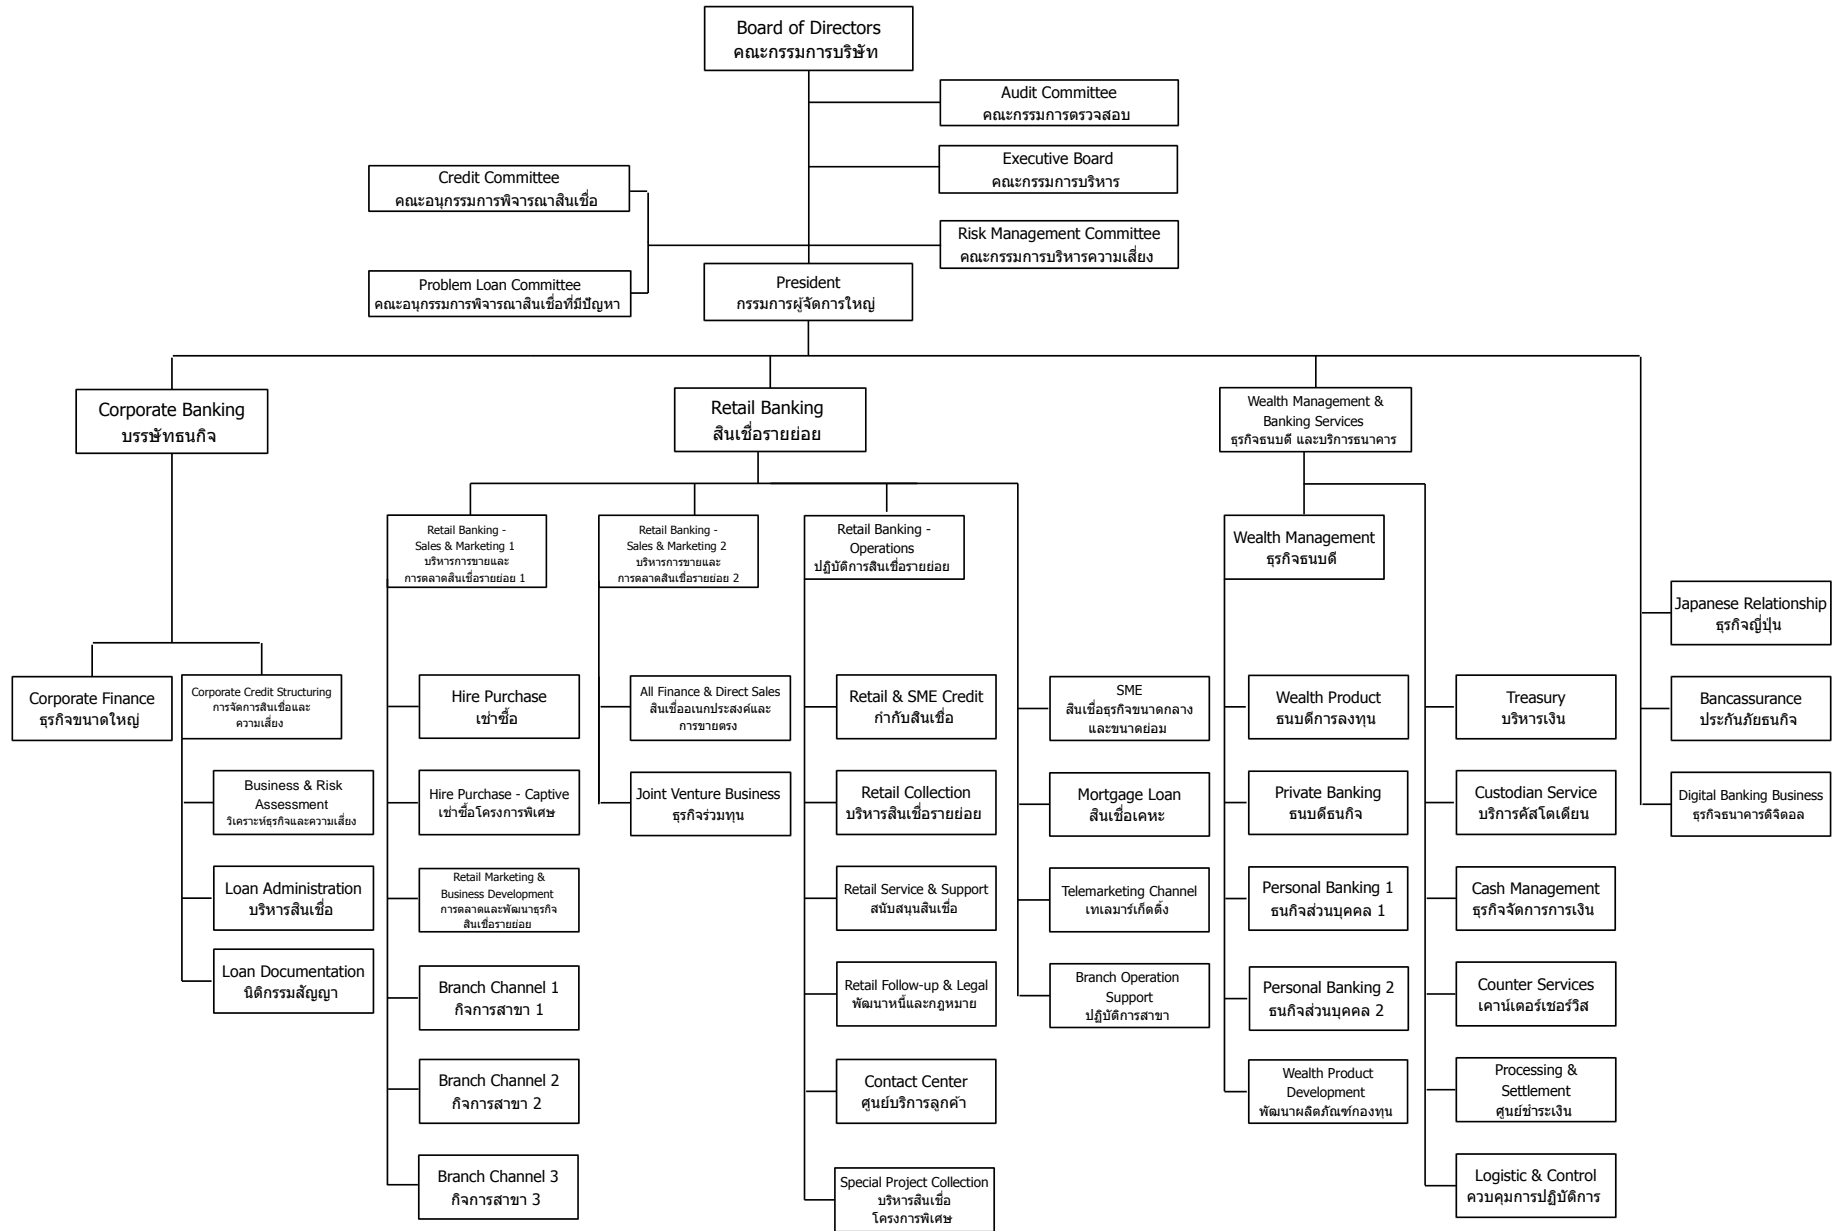 Board of Directors
คณะกรรมการบริษัท
Audit Committee
คณะกรรมการตรวจสอบ
Executive Board
คณะกรรมการบริหาร
Credit Committee
คณะอนุกรรมการพิจารณาสินเชื่อ
Risk Management Committee
คณะกรรมการบริหารความเสี่ยง
Problem Loan Committee
คณะอนุกรรมการพิจารณาสินเชื่อที่มีปัญหา
President
กรรมการผู้จัดการใหญ่
Corporate Banking
บรรษัทธนกิจ
Retail Banking
สินเชื่อรายย่อย
Wealth Management &
Banking Services
ธุรกิจธนบดี และบริการธนาคาร
Retail Banking -
Sales & Marketing 1
บริหารการขายและ
การตลาดสินเชื่อรายย่อย 1
Retail Banking -
Sales & Marketing 2
บริหารการขายและ
การตลาดสินเชื่อรายย่อย 2
Retail Banking -
Operations
ปฏิบัติการสินเชื่อรายย่อย
Wealth Management
ธุรกิจธนบดี
Japanese Relationship
ธุรกิจญี่ปุ่น
Corporate Finance
ธุรกิจขนาดใหญ่
Corporate Credit Structuring
การจัดการสินเชื่อและ
ความเสี่ยง
Hire Purchase
เช่าซื้อ
All Finance & Direct Sales
สินเชื่ออเนกประสงค์และ
การขายตรง
Retail & SME Credit
กำกับสินเชื่อ
SME
สินเชื่อธุรกิจขนาดกลาง
และขนาดย่อม
Wealth Product
ธนบดีการลงทุน
Treasury
บริหารเงิน
Bancassurance
ประกันภัยธนกิจ
Business & Risk
Assessment
วิเคราะห์ธุรกิจและความเสี่ยง
Hire Purchase - Captive
เช่าซื้อโครงการพิเศษ
Joint Venture Business
ธุรกิจร่วมทุน
Retail Collection
บริหารสินเชื่อรายย่อย
Mortgage Loan
สินเชื่อเคหะ
Private Banking
ธนบดีธนกิจ
Custodian Service
บริการคัสโตเดียน
Digital Banking Business
ธุรกิจธนาคารดิจิตอล
Loan Administration
บริหารสินเชื่อ
Retail Marketing &
Business Development
การตลาดและพัฒนาธุรกิจ
สินเชื่อรายย่อย
Retail Service & Support
สนับสนุนสินเชื่อ
Telemarketing Channel
เทเลมาร์เก็ตติ้ง
Personal Banking 1
ธนกิจส่วนบุคคล 1
Cash Management
ธุรกิจจัดการการเงิน
Loan Documentation
นิติกรรมสัญญา
Branch Channel 1
กิจการสาขา 1
Retail Follow-up & Legal
พัฒนาหนี้และกฎหมาย
Branch Operation
Support
ปฏิบัติการสาขา
Personal Banking 2
ธนกิจส่วนบุคคล 2
Counter Services
เคาน์เตอร์เซอร์วิส
Branch Channel 2
กิจการสาขา 2
Contact Center
ศูนย์บริการลูกค้า
Wealth Product
Development
พัฒนาผลิตภัณฑ์กองทุน
Processing &
Settlement
ศูนย์ชำระเงิน
Branch Channel 3
กิจการสาขา 3
Special Project Collection
บริหารสินเชื่อ
โครงการพิเศษ
Logistic & Control
ควบคุมการปฏิบัติการ